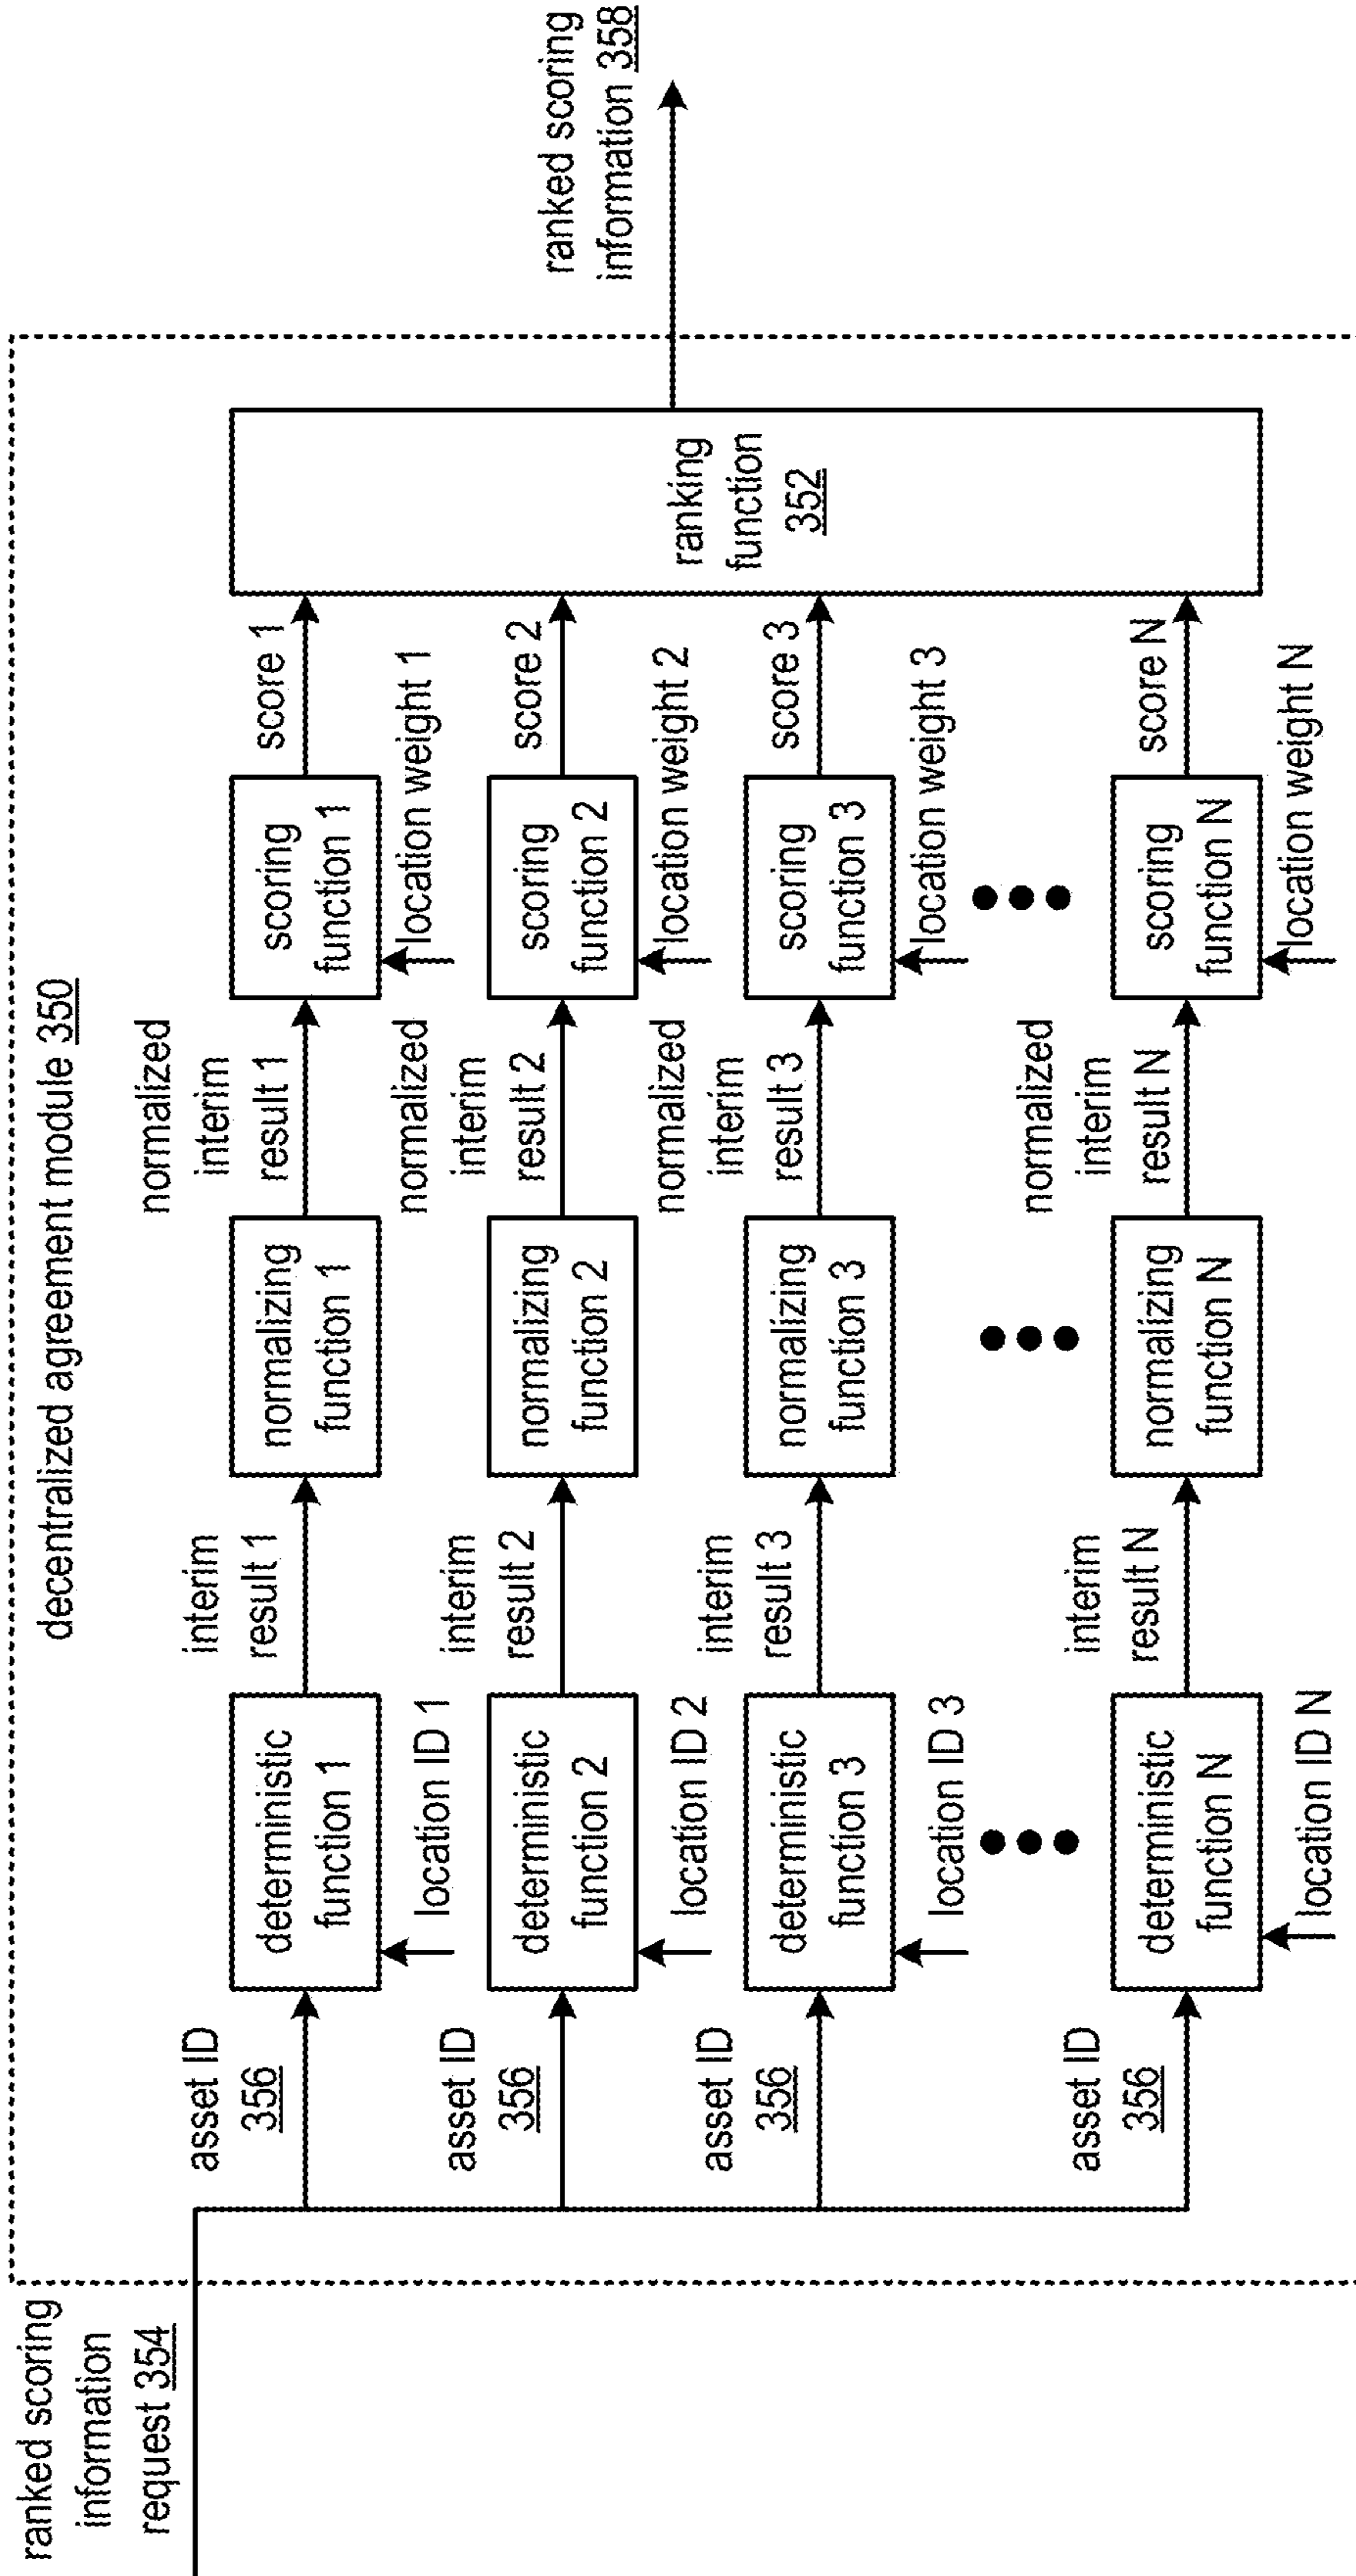 decentralized agreement module 350
ranked scoring
information
request 354
asset ID
356
deterministic
function 1
location ID 1
interim
result 1
normalizing
function 1
normalized
interim
result 1
scoring
function 1
location weight 1
score 1
asset ID
356
deterministic
function 2
location ID 2
interim
result 2
normalizing
function 2
normalized
interim
result 2
scoring
function 2
location weight 2
score 2
asset ID
356
deterministic
function 3
location ID 3
interim
result 3
normalizing
function 3
normalized
interim
result 3
scoring
function 3
location weight 3
score 3
asset ID
356
deterministic
function N
location ID N
interim
result N
normalizing
function N
normalized
interim
result N
scoring
function N
location weight N
score N
ranking
function
352
ranked scoring
information 358